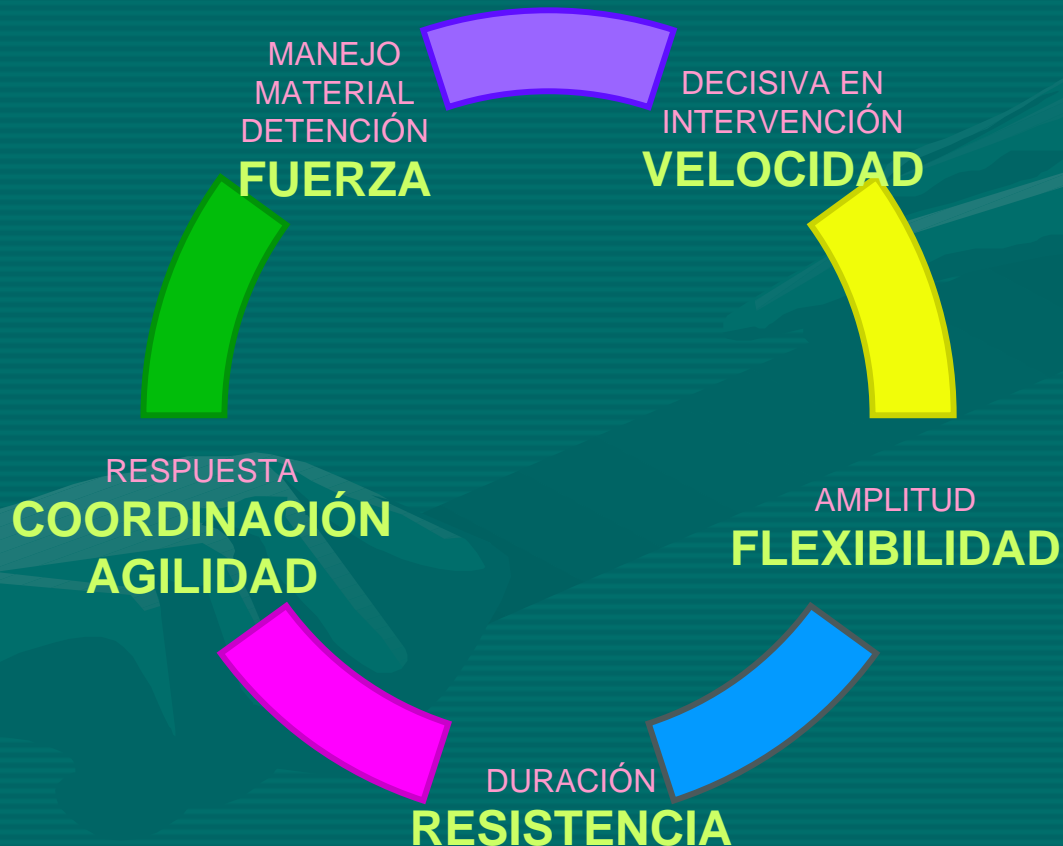 MANEJO
MATERIAL
DETENCIÓN
FUERZA
DECISIVA EN
INTERVENCIÓN
VELOCIDAD
RESPUESTA
COORDINACIÓN
AGILIDAD
AMPLITUD
FLEXIBILIDAD
DURACIÓN
RESISTENCIA